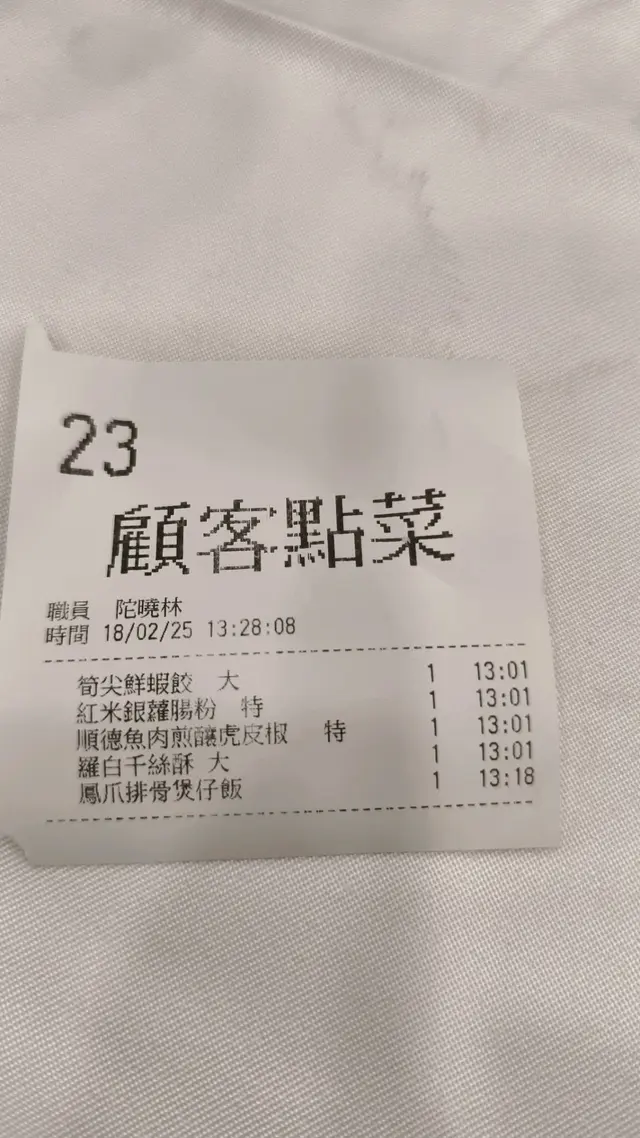 23
顧客點菜
職員 陀曉林
時間 18/02/25 13:28:08
筍尖鮮蝦餃 大 1 13:01
紅米銀蘿腸粉 特 1 13:01
順德魚肉煎釀虎皮椒 特 1 13:01
羅白千絲酥 大 1 13:01
鳳爪排骨煲仔飯 1 13:18